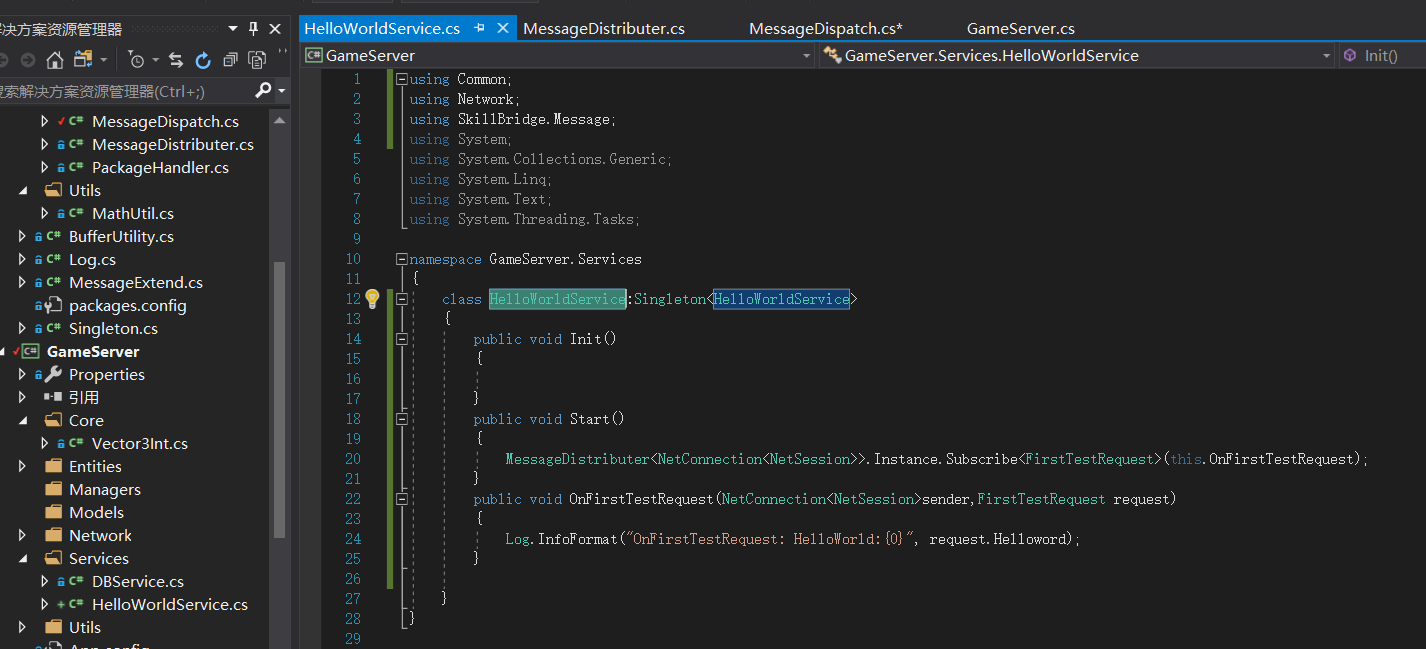 决方案资源管理器
HelloWorldService.cs
MessageDistributer.cs
MessageDispatch.cs*
GameServer.cs
C# GameServer
GameServer.Services.HelloWorldService
Init()
搜索解决方案资源管理器(Ctrl+;)
C# MessageDispatch.cs
C# MessageDistributer.cs
C# PackageHandler.cs
Utils
C# MathUtil.cs
C# BufferUtility.cs
C# Log.cs
C# MessageExtend.cs
packages.config
C# Singleton.cs
C# GameServer
Properties
引用
Core
C# Vector3Int.cs
Entities
Managers
Models
Network
Services
C# DBService.cs
C# HelloWorldService.cs
Utils
App.config
1 using Common;
2 using Network;
3 using SkillBridge.Message;
4 using System;
5 using System.Collections.Generic;
6 using System.Linq;
7 using System.Text;
8 using System.Threading.Tasks;
9
10 namespace GameServer.Services
11 {
12 class HelloWorldService:Singleton<HelloWorldService>
13 {
14 public void Init()
15 {
16
17 }
18 public void Start()
19 {
20 MessageDistributer<NetConnection<NetSession>>.Instance.Subscribe<FirstTestRequest>(this.OnFirstTestRequest);
21 }
22 public void OnFirstTestRequest(NetConnection<NetSession>sender,FirstTestRequest request)
23 {
24 Log.InfoFormat("OnFirstTestRequest: HelloWorld:{0}", request.Helloword);
25 }
26
27 }
28 }
29